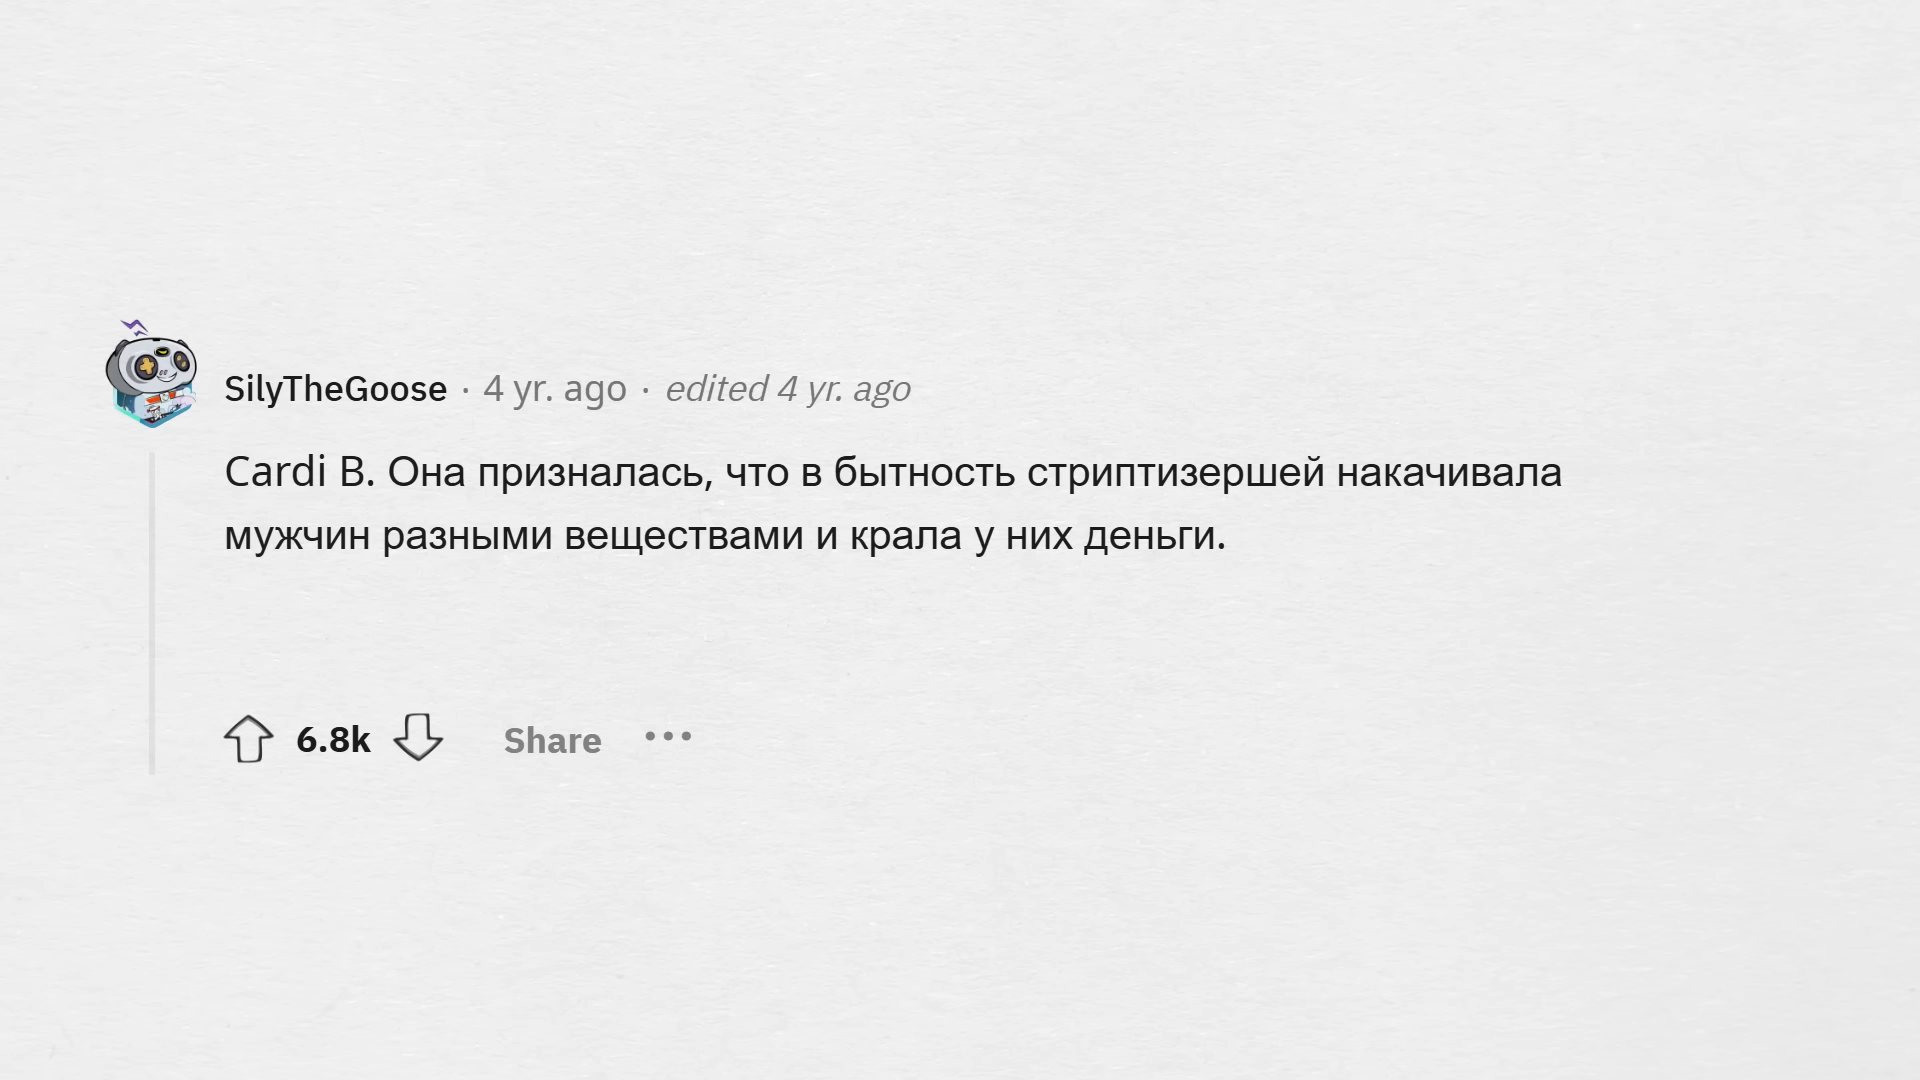 SilyTheGoose · 4 yr. ago · edited 4 yr. ago
Cardi B. Она призналась, что в бытность стриптизершей накачивала
мужчин разными веществами и крала у них деньги.
6.8k Share ...